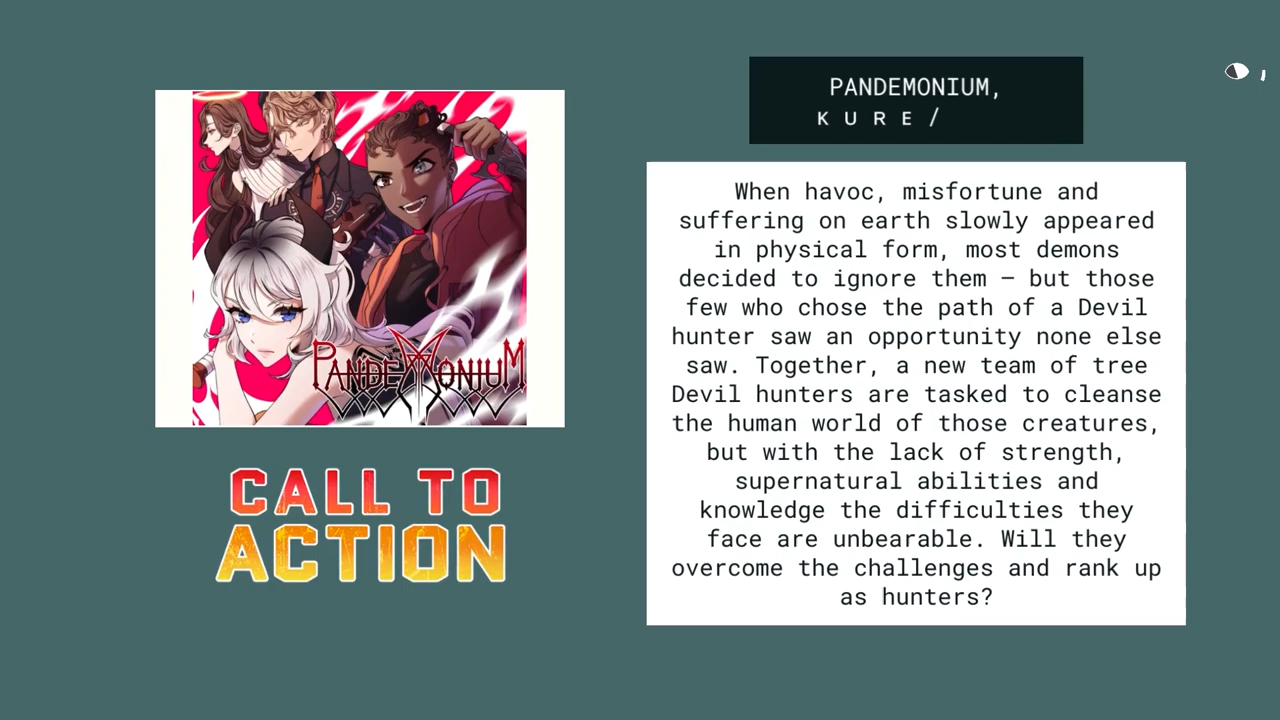 PANDEMONIUM
CALL TO
ACTION
PANDEMONIUM,
KURE/
When havoc, misfortune and
suffering on earth slowly appeared
in physical form, most demons
decided to ignore them – but those
few who chose the path of a Devil
hunter saw an opportunity none else
saw. Together, a new team of tree
Devil hunters are tasked to cleanse
the human world of those creatures,
but with the lack of strength,
supernatural abilities and
knowledge the difficulties they
face are unbearable. Will they
overcome the challenges and rank up
as hunters?